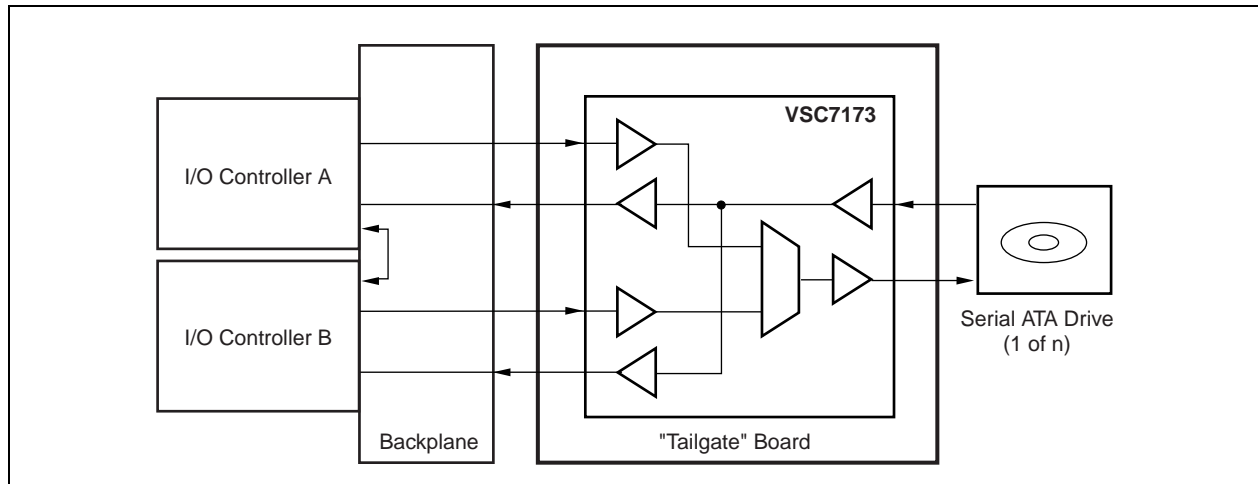 VSC7173
I/O Controller A
I/O Controller B
Serial ATA Drive
(1 of n)
Backplane
"Tailgate" Board